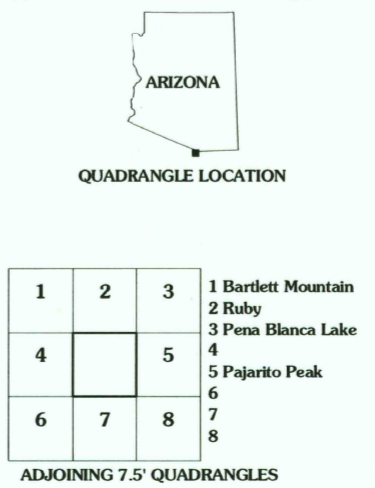 ARIZONA
QUADRANGLE LOCATION
1 2 3
4 5
6 7 8
1 Bartlett Mountain
2 Ruby
3 Pena Blanca Lake
4
5 Pajarito Peak
6
7
8
ADJOINING 7.5' QUADRANGLES